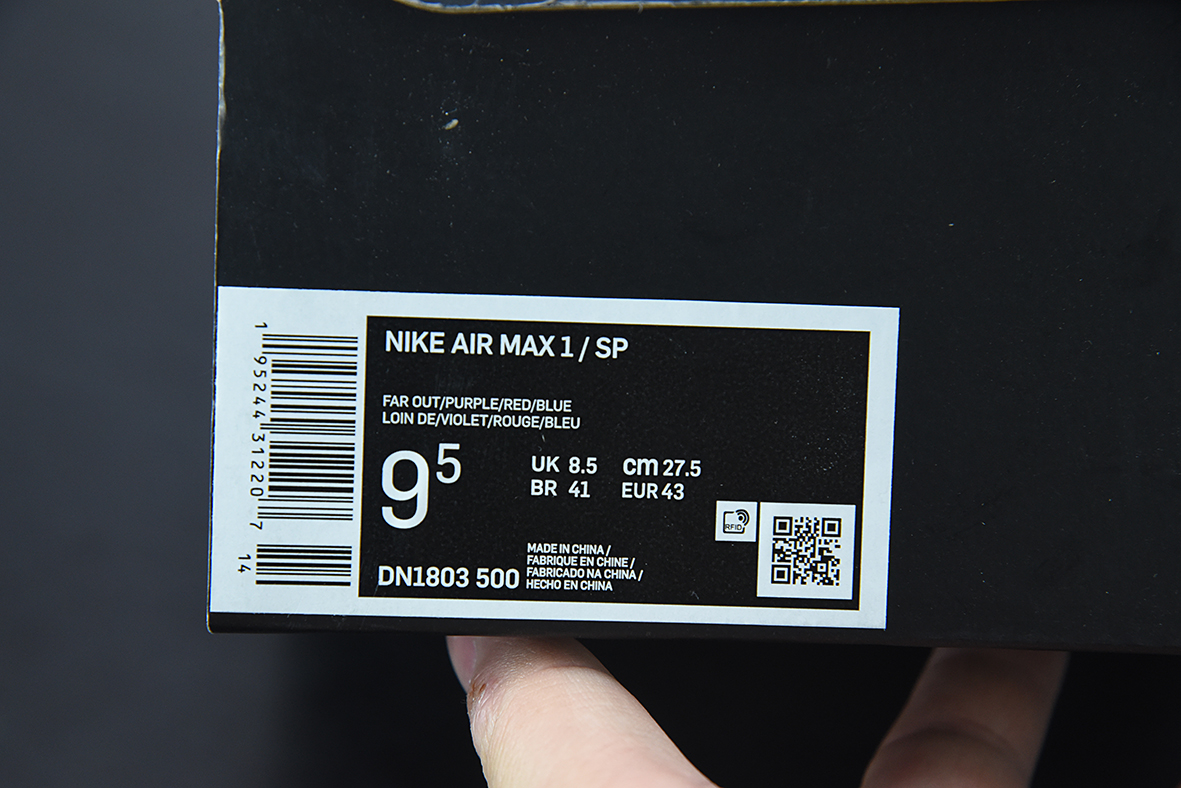 NIKE AIR MAX 1 / SP
FAR OUT/PURPLE/RED/BLUE
LOIN DE/VIOLET/ROUGE/BLEU
9 5
UK 8.5 cm 27.5
BR 41 EUR 43
RFID
DN1803 500
MADE IN CHINA /
FABRIQUE EN CHINE /
FABRICADO NA CHINA /
HECHO EN CHINA
1 95244 31220 7
14